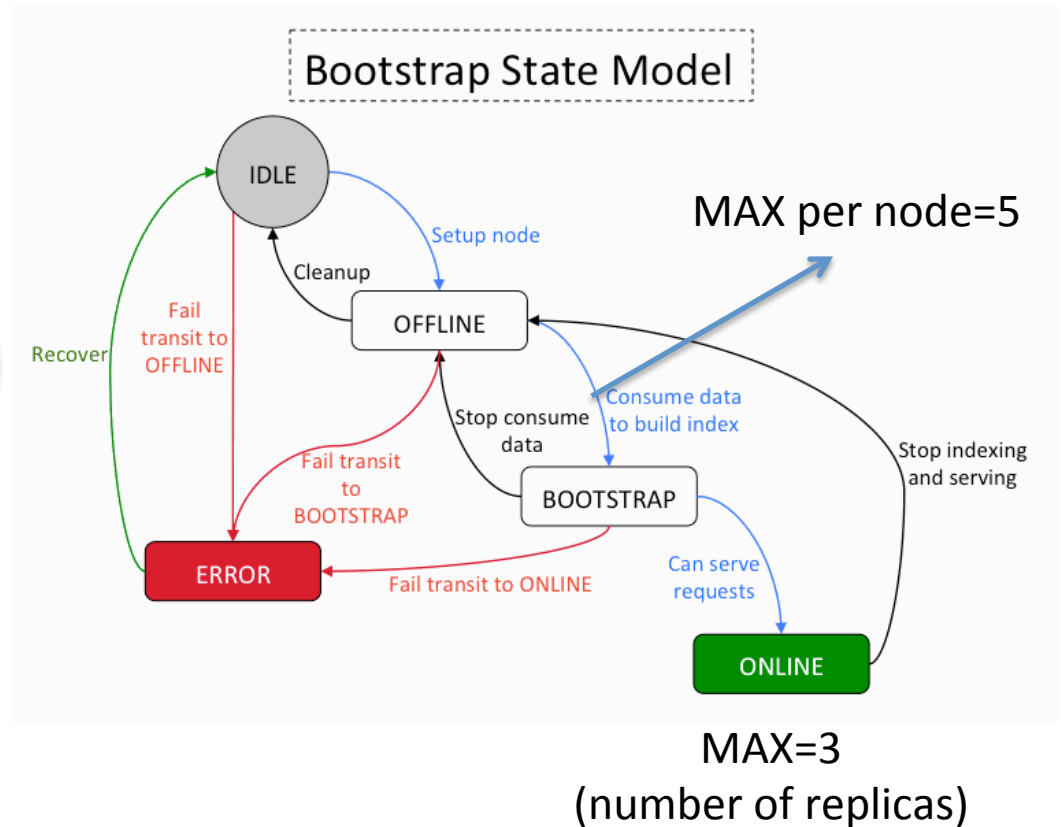 Bootstrap State Model
IDLE
MAX per node=5
Setup node
Cleanup
OFFLINE
Fail
transit to
OFFLINE
Recover
Consume data
to build index
Stop consume
data
Stop indexing
and serving
Fail transit
to
BOOTSTRAP
BOOTSTRAP
ERROR
Fail transit to ONLINE
Can serve
requests
ONLINE
MAX=3
(number of replicas)